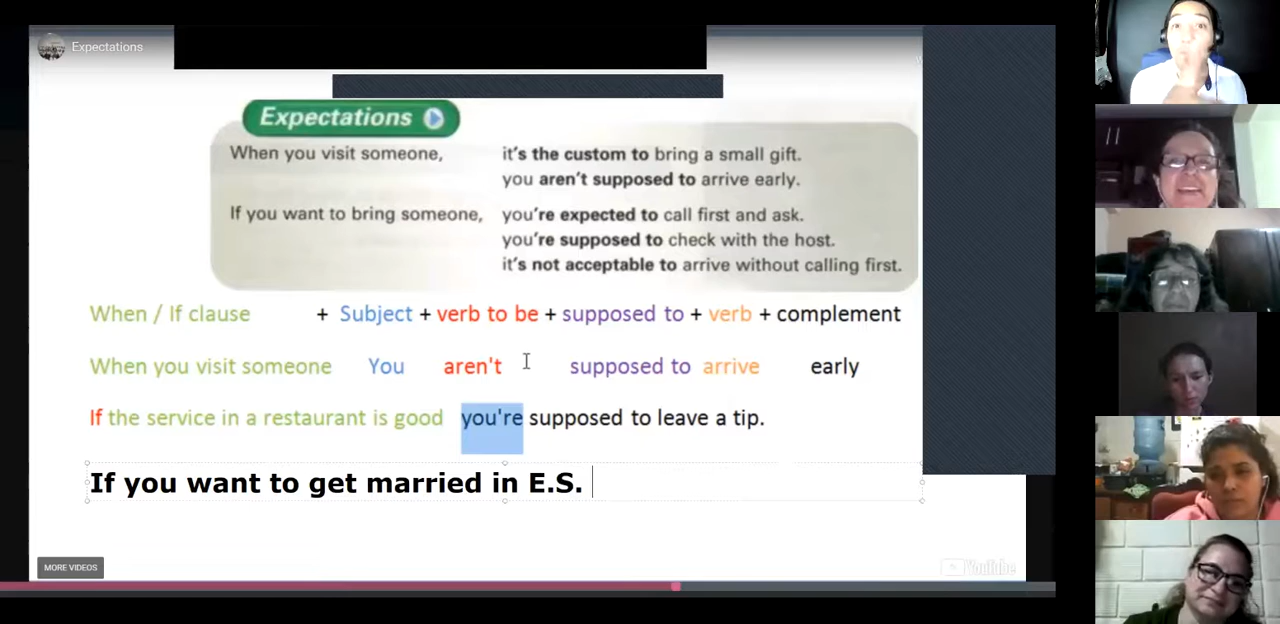 Expectations
Expectations
When you visit someone, it's the custom to bring a small gift.
you aren't supposed to arrive early.
If you want to bring someone, you're expected to call first and ask.
you're supposed to check with the host.
it's not acceptable to arrive without calling first.
When / If clause + Subject + verb to be + supposed to + verb + complement
When you visit someone You aren't supposed to arrive early
If the service in a restaurant is good you're supposed to leave a tip.
If you want to get married in E.S.
MORE VIDEOS
YouTube